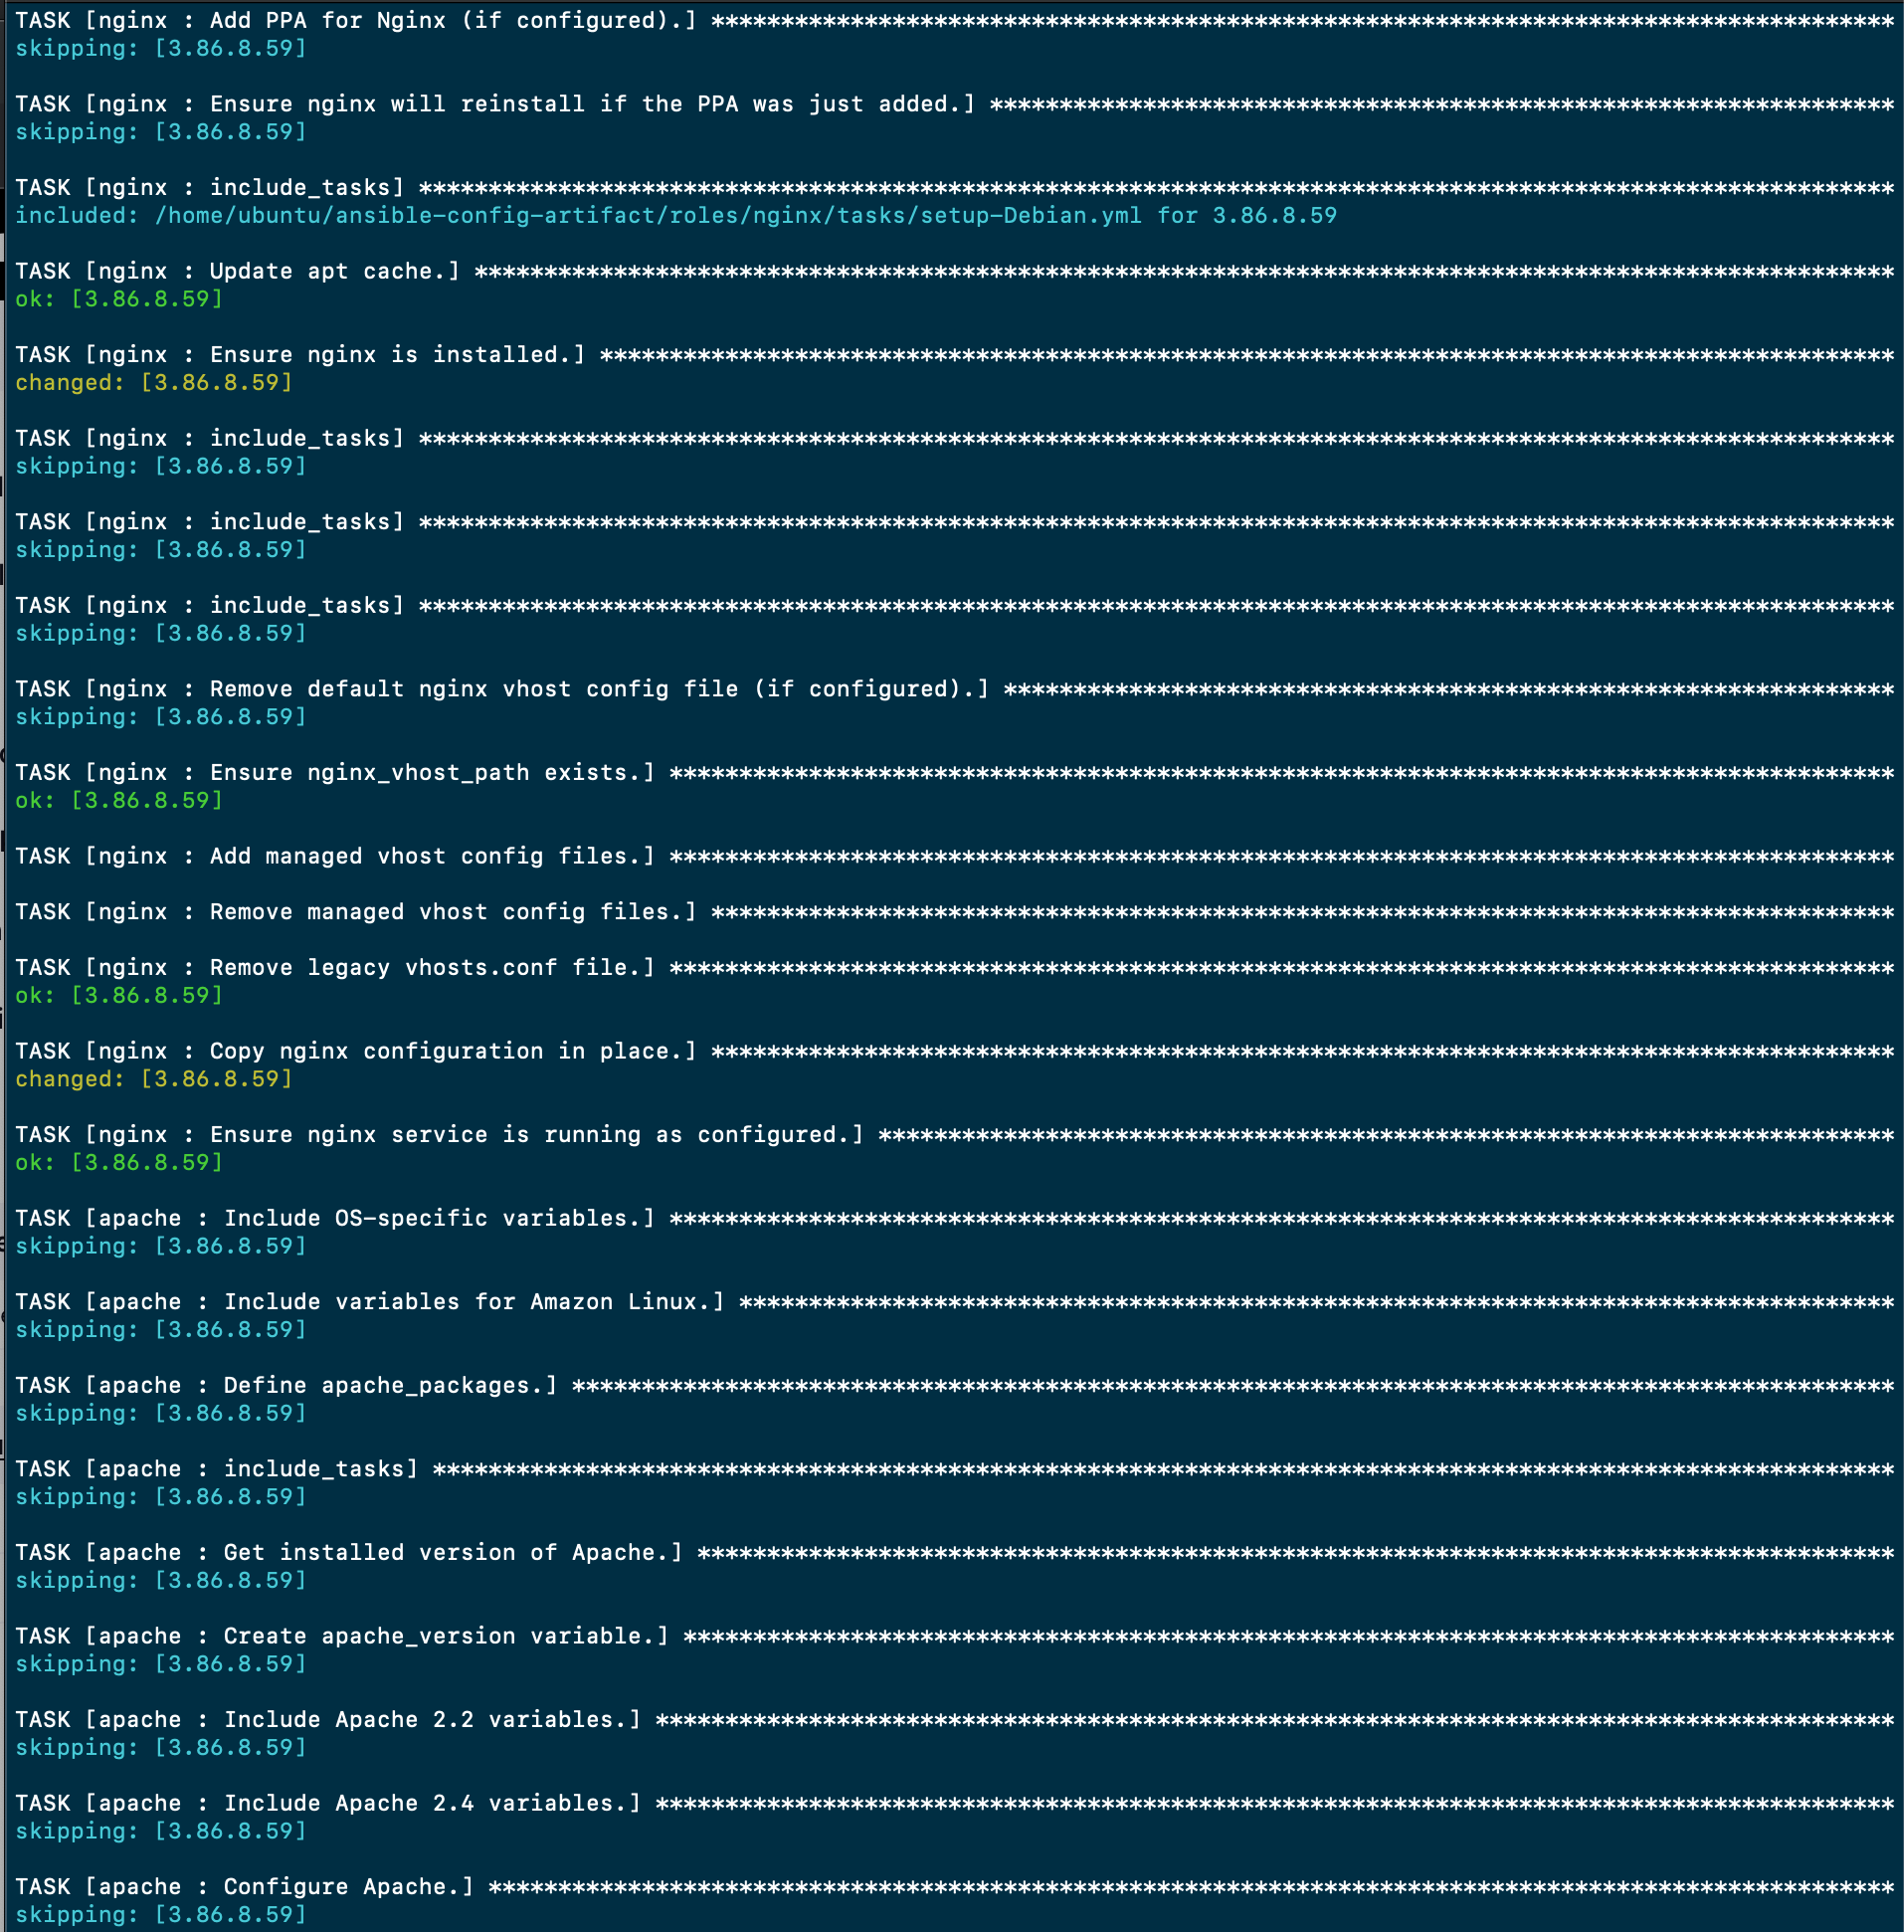 TASK [nginx : Add PPA for Nginx (if configured).] *************************************************************************************
skipping: [3.86.8.59]
TASK [nginx : Ensure nginx will reinstall if the PPA was just added.] *****************************************************************
skipping: [3.86.8.59]
TASK [nginx : include_tasks] **********************************************************************************************************
included: /home/ubuntu/ansible-config-artifact/roles/nginx/tasks/setup-Debian.yml for 3.86.8.59
TASK [nginx : Update apt cache.] ******************************************************************************************************
ok: [3.86.8.59]
TASK [nginx : Ensure nginx is installed.] *********************************************************************************************
changed: [3.86.8.59]
TASK [nginx : include_tasks] **********************************************************************************************************
skipping: [3.86.8.59]
TASK [nginx : include_tasks] **********************************************************************************************************
skipping: [3.86.8.59]
TASK [nginx : include_tasks] **********************************************************************************************************
skipping: [3.86.8.59]
TASK [nginx : Remove default nginx vhost config file (if configured).] ****************************************************************
skipping: [3.86.8.59]
TASK [nginx : Ensure nginx_vhost_path exists.] ****************************************************************************************
ok: [3.86.8.59]
TASK [nginx : Add managed vhost config files.] ****************************************************************************************
TASK [nginx : Remove managed vhost config files.] *************************************************************************************
TASK [nginx : Remove legacy vhosts.conf file.] ****************************************************************************************
ok: [3.86.8.59]
TASK [nginx : Copy nginx configuration in place.] *************************************************************************************
changed: [3.86.8.59]
TASK [nginx : Ensure nginx service is running as configured.] *************************************************************************
ok: [3.86.8.59]
TASK [apache : Include OS-specific variables.] ****************************************************************************************
skipping: [3.86.8.59]
TASK [apache : Include variables for Amazon Linux.] ***********************************************************************************
skipping: [3.86.8.59]
TASK [apache : Define apache_packages.] ***********************************************************************************************
skipping: [3.86.8.59]
TASK [apache : include_tasks] *********************************************************************************************************
skipping: [3.86.8.59]
TASK [apache : Get installed version of Apache.] **************************************************************************************
skipping: [3.86.8.59]
TASK [apache : Create apache_version variable.] ***************************************************************************************
skipping: [3.86.8.59]
TASK [apache : Include Apache 2.2 variables.] *****************************************************************************************
skipping: [3.86.8.59]
TASK [apache : Include Apache 2.4 variables.] *****************************************************************************************
skipping: [3.86.8.59]
TASK [apache : Configure Apache.] *****************************************************************************************************
skipping: [3.86.8.59]